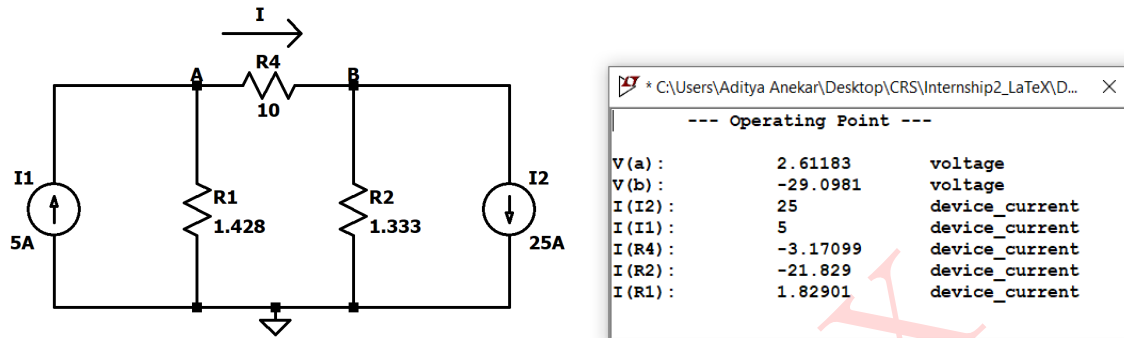 I
R4
A
B
10
I1
R1
R2
I2
1.428
1.333
5A
25A
* C:\Users\Aditya Anekar\Desktop\CRS\Internship2_LaTeX\D...
--- Operating Point ---
V(a): 2.61183 voltage
V(b): -29.0981 voltage
I(I2): 25 device_current
I(I1): 5 device_current
I(R4): -3.17099 device_current
I(R2): -21.829 device_current
I(R1): 1.82901 device_current